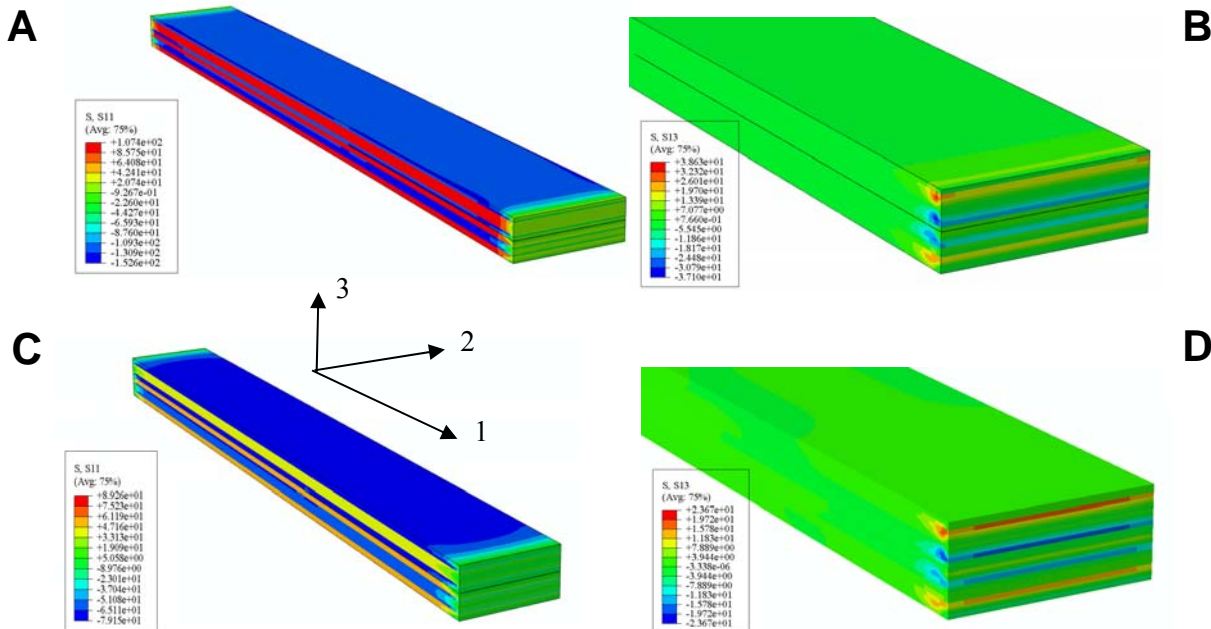 A
S, S11
(Avg: 75%)
+1.074e+02
+8.575e+01
+6.408e+01
+4.241e+01
+2.074e+01
-9.267e-01
-2.260e+01
-4.427e+01
-6.593e+01
-8.760e+01
-1.093e+02
-1.309e+02
-1.526e+02
B
S, S13
(Avg: 75%)
+3.863e+01
+3.232e+01
+2.601e+01
+1.970e+01
+1.339e+01
+7.077e+00
+7.660e-01
-5.545e+00
-1.186e+01
-1.817e+01
-2.448e+01
-3.079e+01
-3.710e+01
3
2
1
C
S, S11
(Avg: 75%)
+8.926e+01
+7.523e+01
+6.119e+01
+4.716e+01
+3.313e+01
+1.909e+01
+5.058e+00
-8.976e+00
-2.301e+01
-3.704e+01
-5.108e+01
-6.511e+01
-7.915e+01
D
S, S13
(Avg: 75%)
+2.367e+01
+1.972e+01
+1.578e+01
+1.183e+01
+7.889e+00
+3.944e+00
-3.338e-06
-3.944e+00
-7.889e+00
-1.183e+01
-1.578e+01
-1.972e+01
-2.367e+01